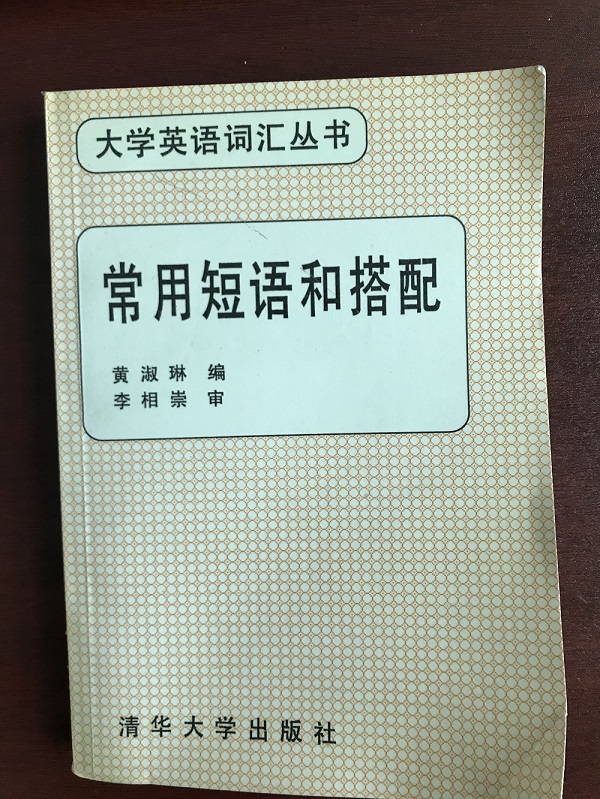 大学英语词汇丛书
常用短语和搭配
黄淑琳 编
李相崇 审
清华大学出版社